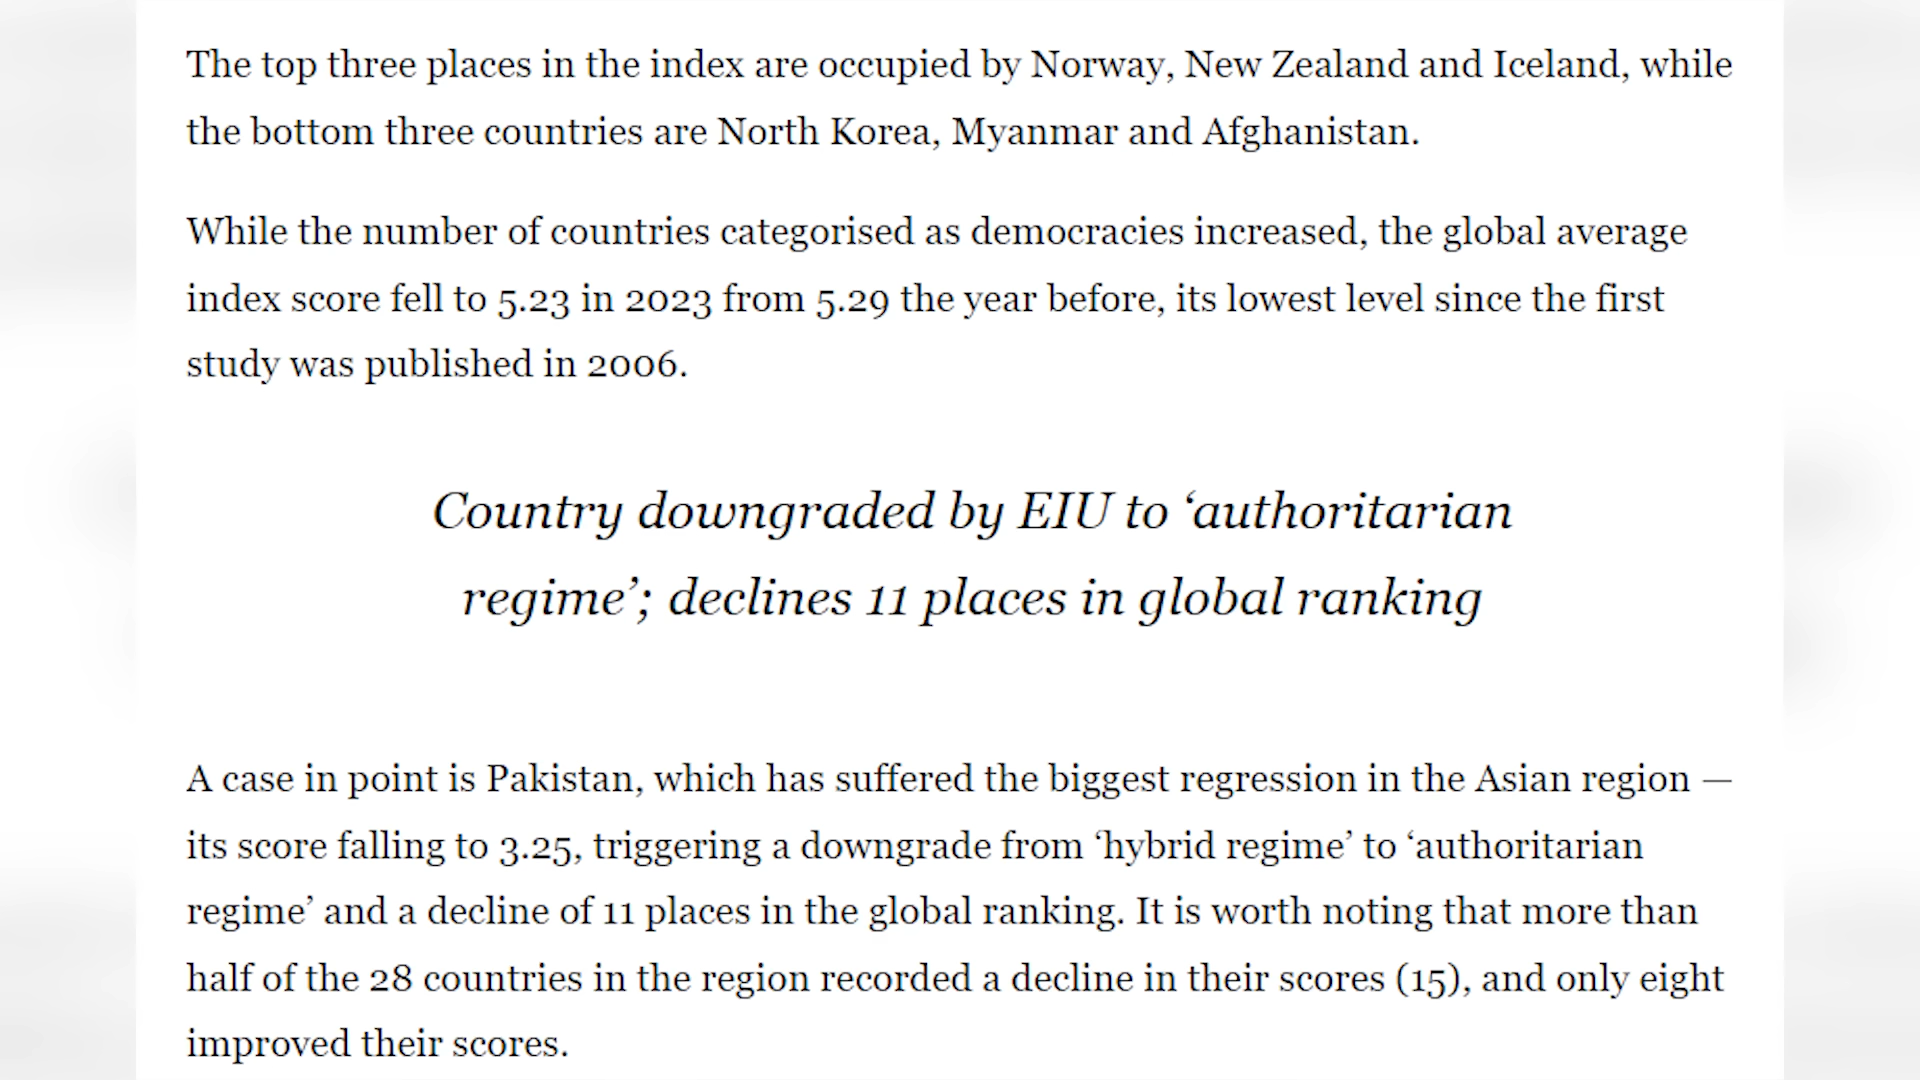 The top three places in the index are occupied by Norway, New Zealand and Iceland, while
the bottom three countries are North Korea, Myanmar and Afghanistan.
While the number of countries categorised as democracies increased, the global average
index score fell to 5.23 in 2023 from 5.29 the year before, its lowest level since the first
study was published in 2006.
Country downgraded by EIU to ‘authoritarian
regime’; declines 11 places in global ranking
A case in point is Pakistan, which has suffered the biggest regression in the Asian region —
its score falling to 3.25, triggering a downgrade from ‘hybrid regime’ to ‘authoritarian
regime’ and a decline of 11 places in the global ranking. It is worth noting that more than
half of the 28 countries in the region recorded a decline in their scores (15), and only eight
improved their scores.